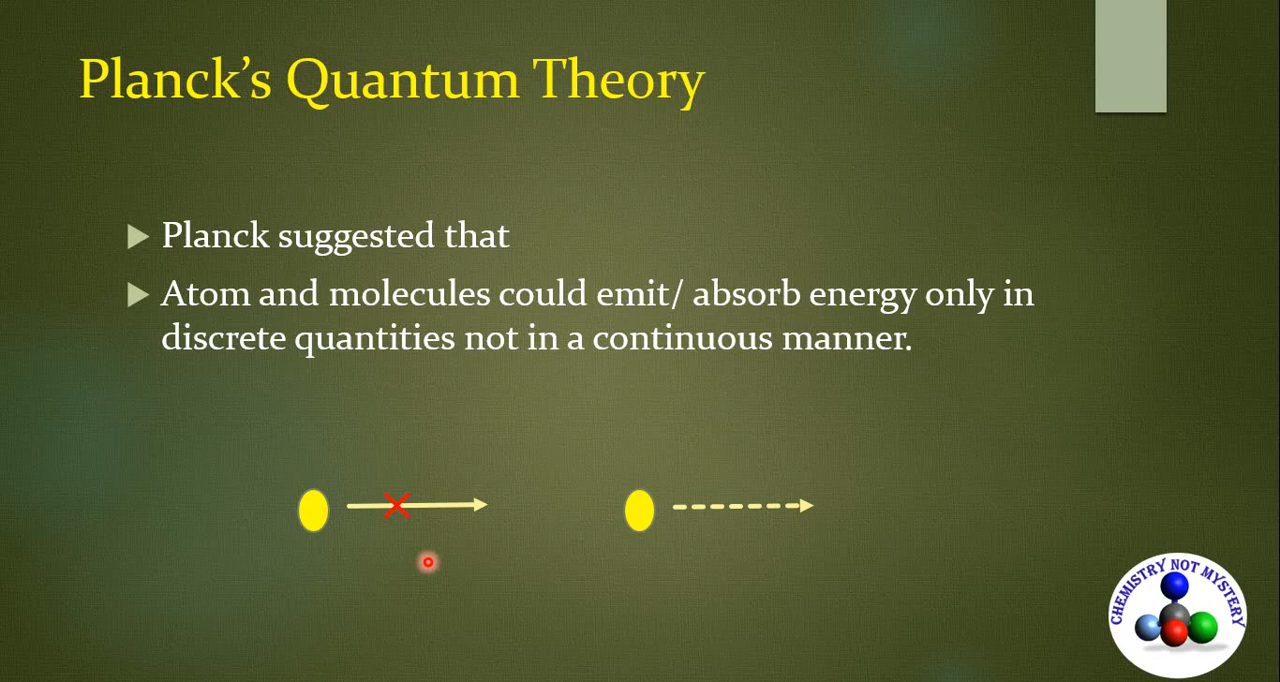 Planck’s Quantum Theory
Planck suggested that
Atom and molecules could emit/ absorb energy only in
discrete quantities not in a continuous manner.
CHEMISTRY NOT MYSTERY